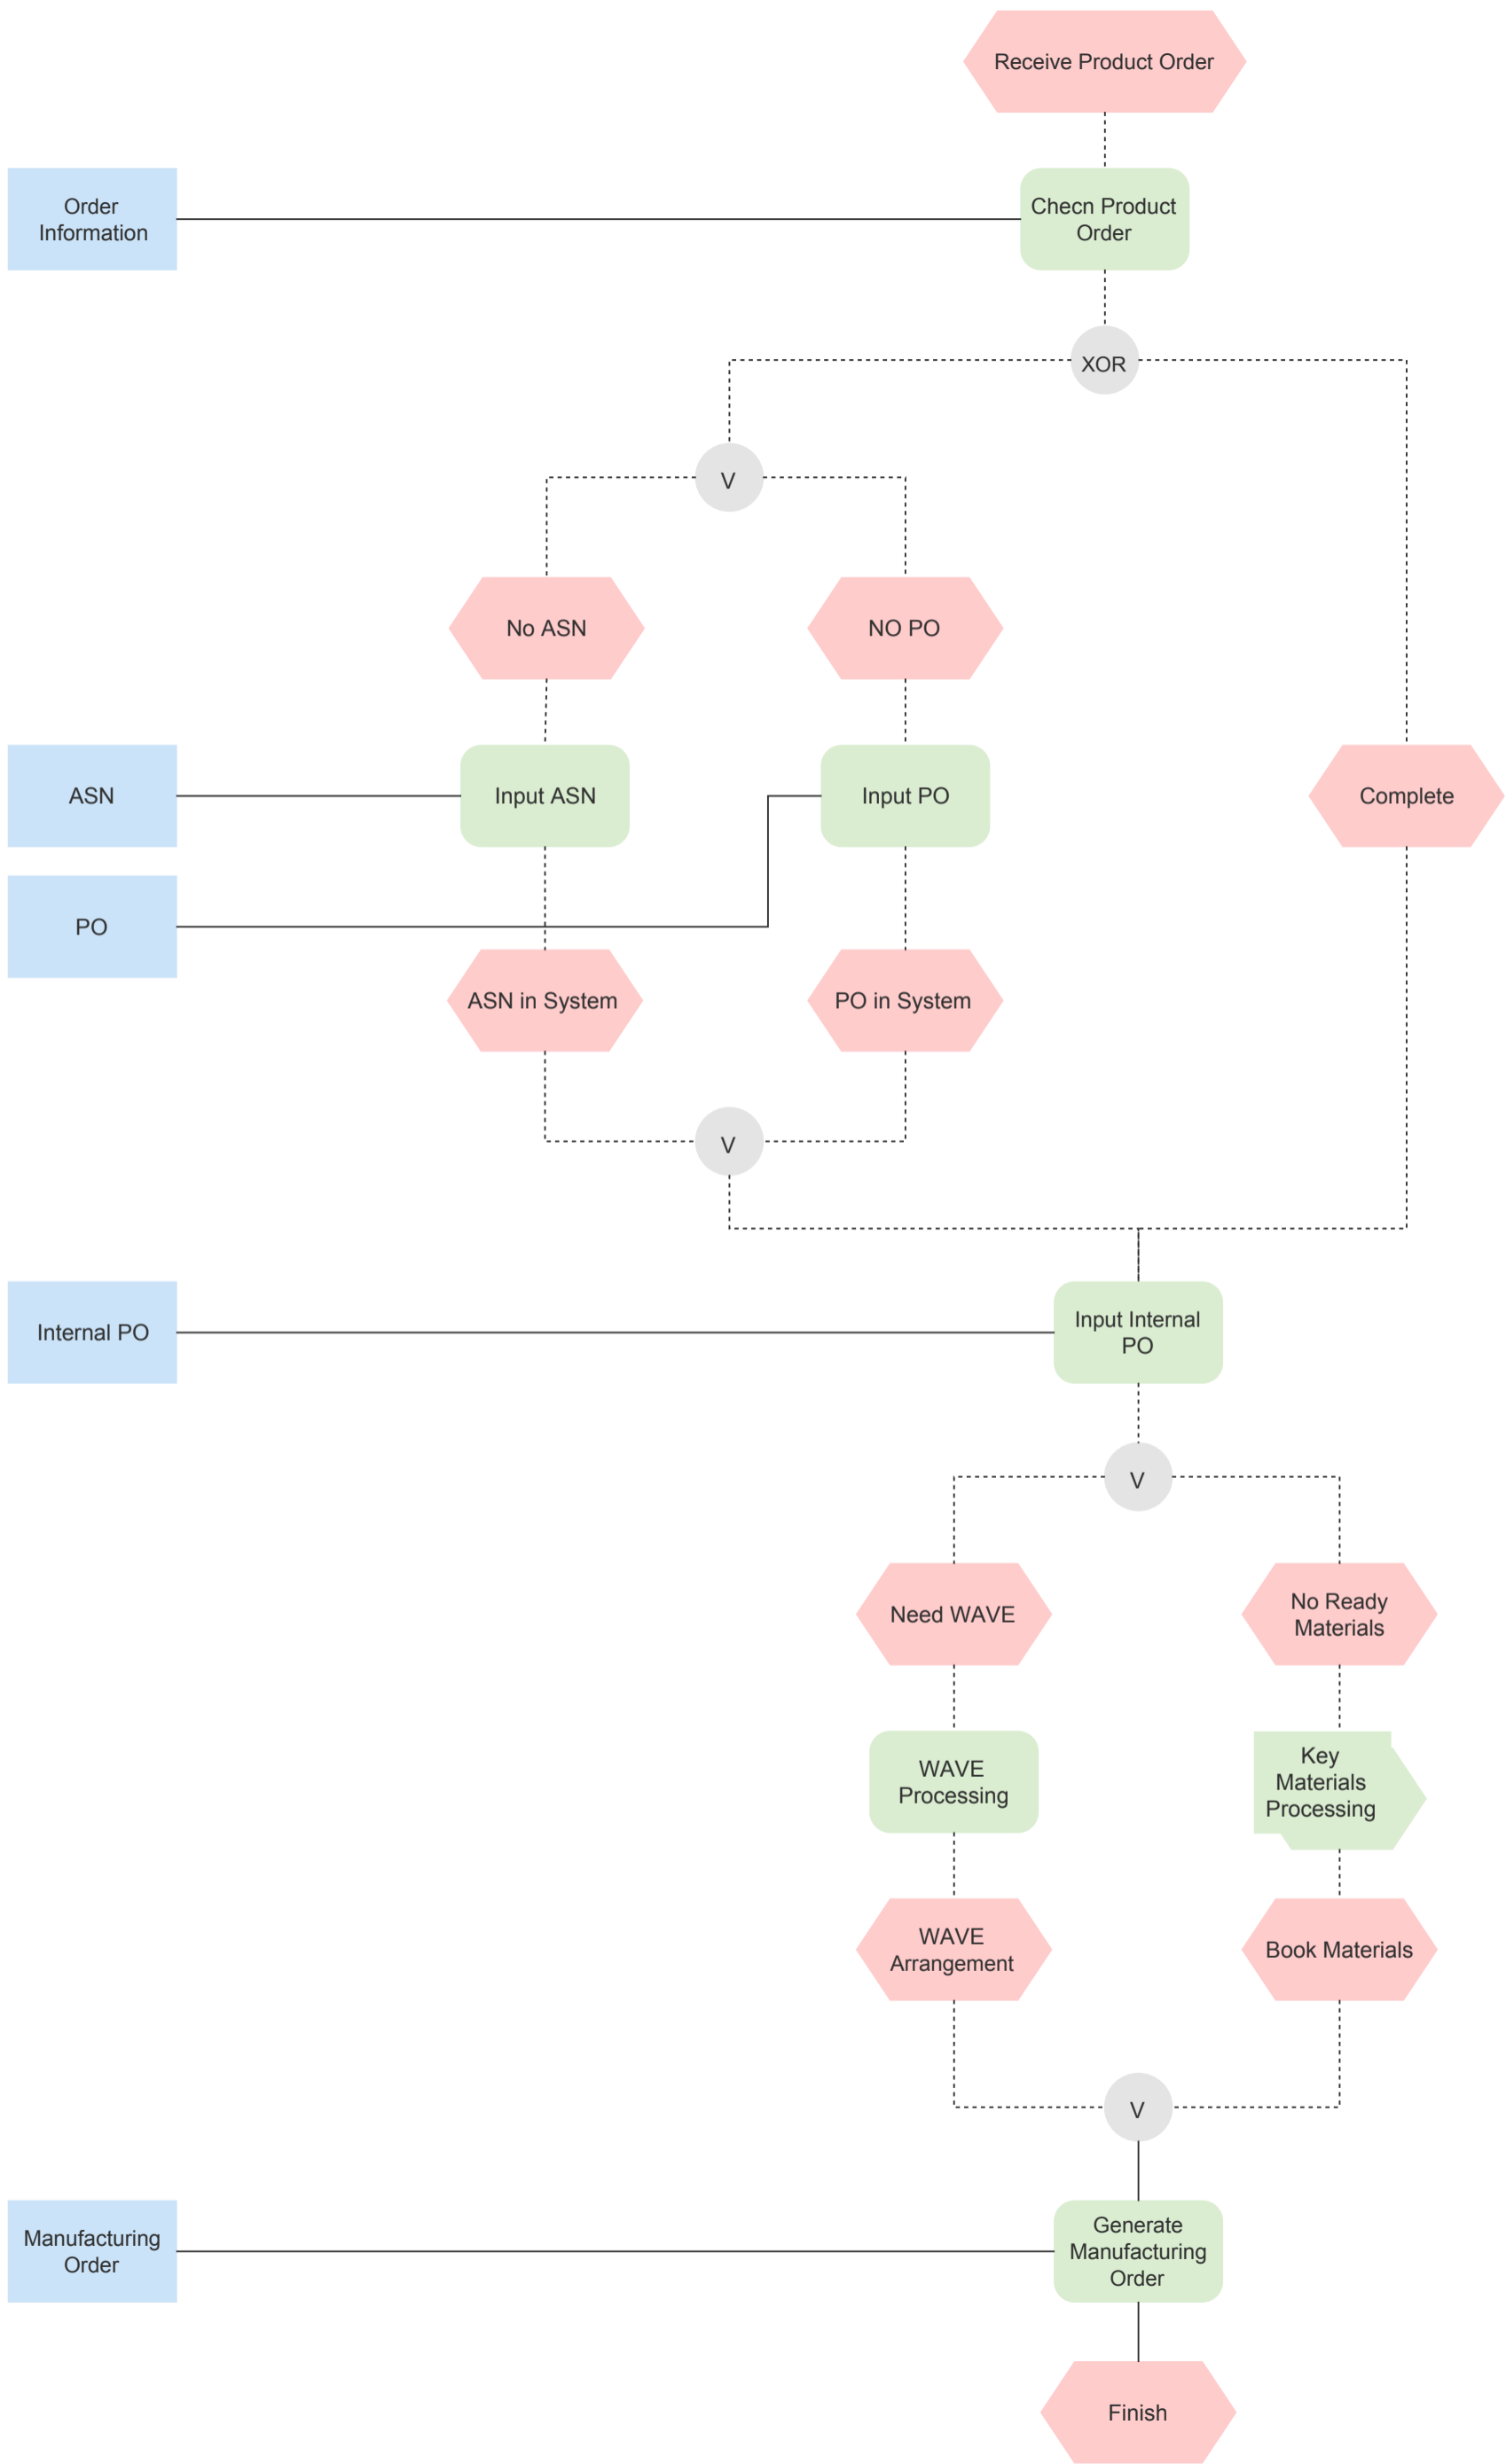 Receive Product Order
Order
Information
Checn Product
Order
XOR
V
No ASN
NO PO
ASN
Input ASN
Input PO
Complete
PO
ASN in System
PO in System
V
Internal PO
Input Internal
PO
V
Need WAVE
No Ready
Materials
WAVE
Processing
Key
Materials
Processing
WAVE
Arrangement
Book Materials
V
Manufacturing
Order
Generate
Manufacturing
Order
Finish